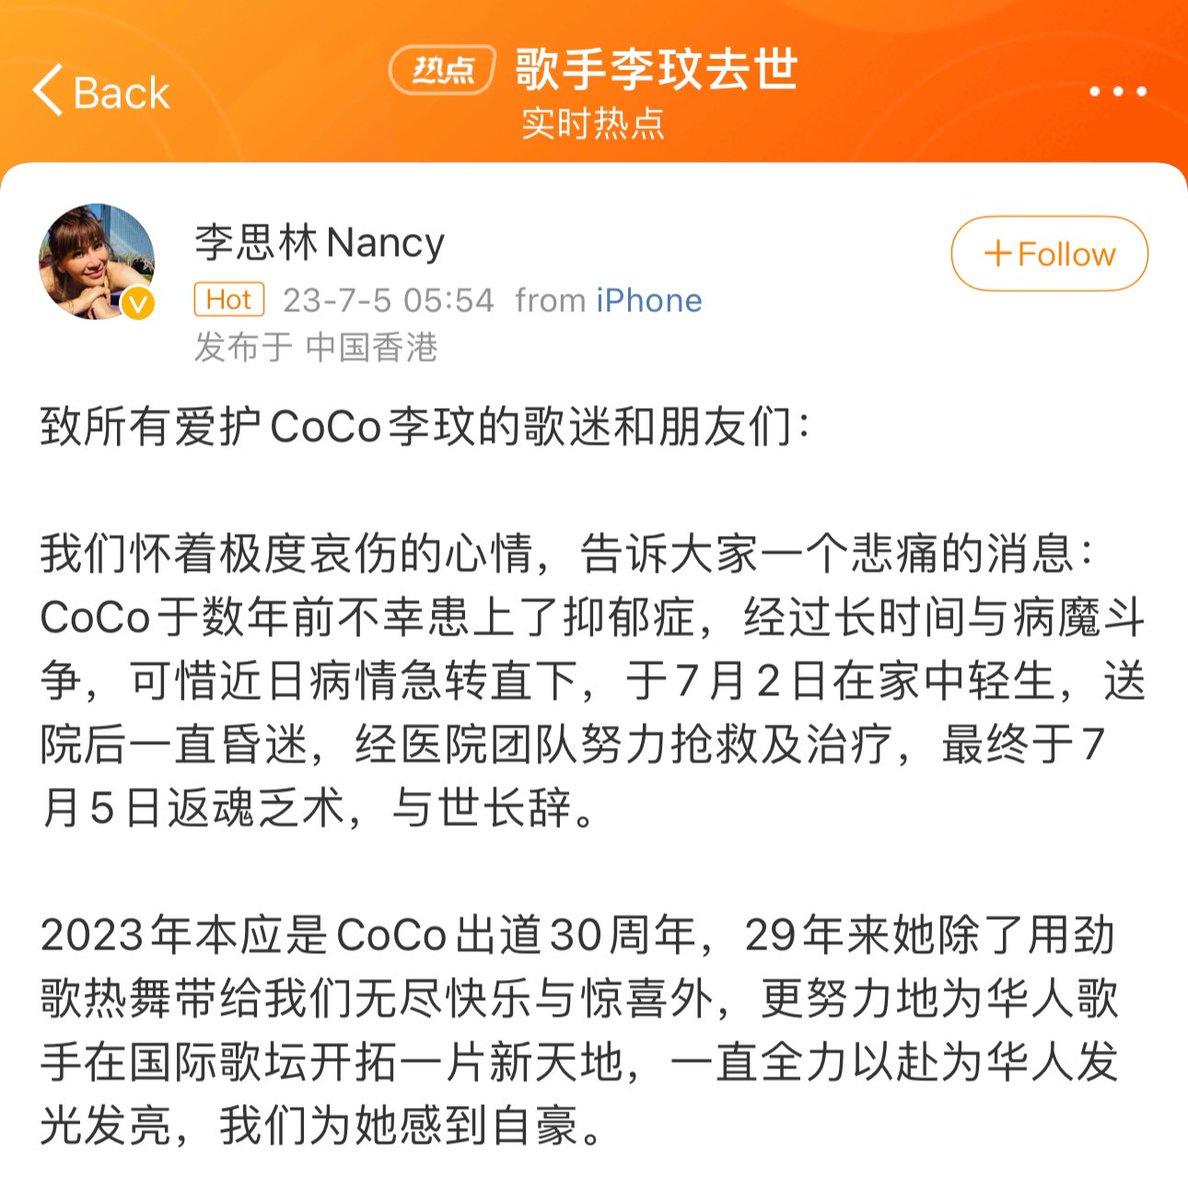 Back
热点 歌手李玟去世
实时热点
李思林Nancy
+Follow
Hot 23-7-5 05:54 from iPhone
发布于 中国香港
致所有爱护CoCo李玟的歌迷和朋友们：
我们怀着极度哀伤的心情，告诉大家一个悲痛的消息：
CoCo于数年前不幸患上了抑郁症，经过长时间与病魔斗
争，可惜近日病情急转直下，于7月2日在家中轻生，送
院后一直昏迷，经医院团队努力抢救及治疗，最终于7
月5日返魂乏术，与世长辞。
2023年本应是CoCo出道30周年，29年来她除了用劲
歌热舞带给我们无尽快乐与惊喜外，更努力地为华人歌
手在国际歌坛开拓一片新天地，一直全力以赴为华人发
光发亮，我们为她感到自豪。